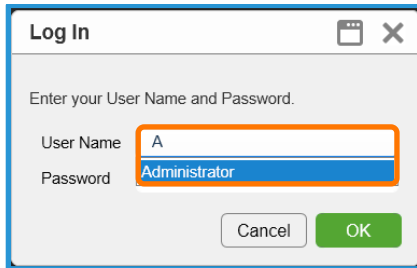 Log In
Enter your User Name and Password.
User Name A
Administrator
Password
Cancel OK